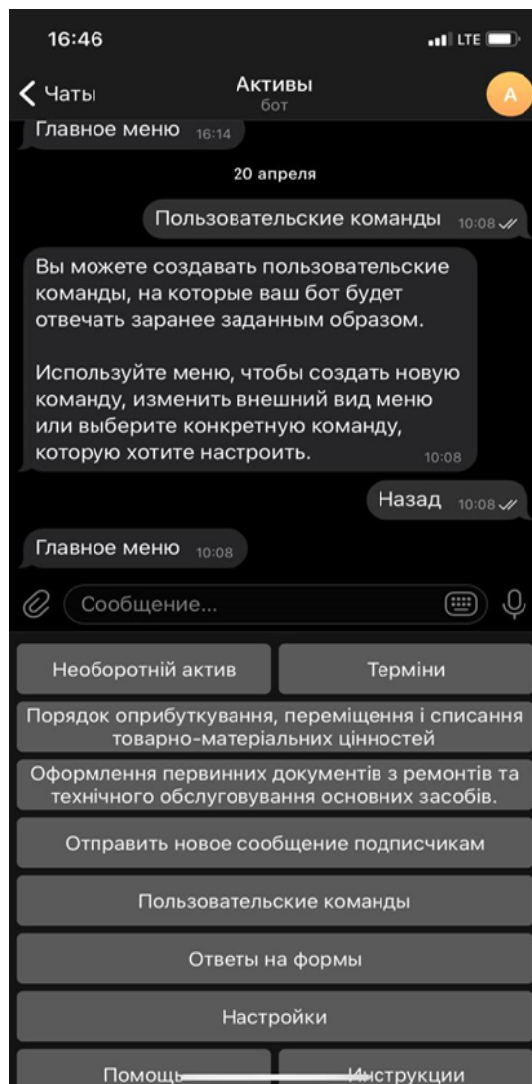 16:46
LTE
Чаты
Активы
бот
А
Главное меню 16:14
20 апреля
Пользовательские команды 10:08
Вы можете создавать пользовательские
команды, на которые ваш бот будет
отвечать заранее заданным образом.
Используйте меню, чтобы создать новую
команду, изменить внешний вид меню
или выберите конкретную команду,
которую хотите настроить. 10:08
Назад 10:08
Главное меню 10:08
Сообщение...
Необоротній актив
Терміни
Порядок оприбуткування, переміщення і списання
товарно-матеріальних цінностей
Оформлення первинних документів з ремонтів та
технічного обслуговування основних засобів.
Отправить новое сообщение подписчикам
Пользовательские команды
Ответы на формы
Настройки
Помощь
Инструкции